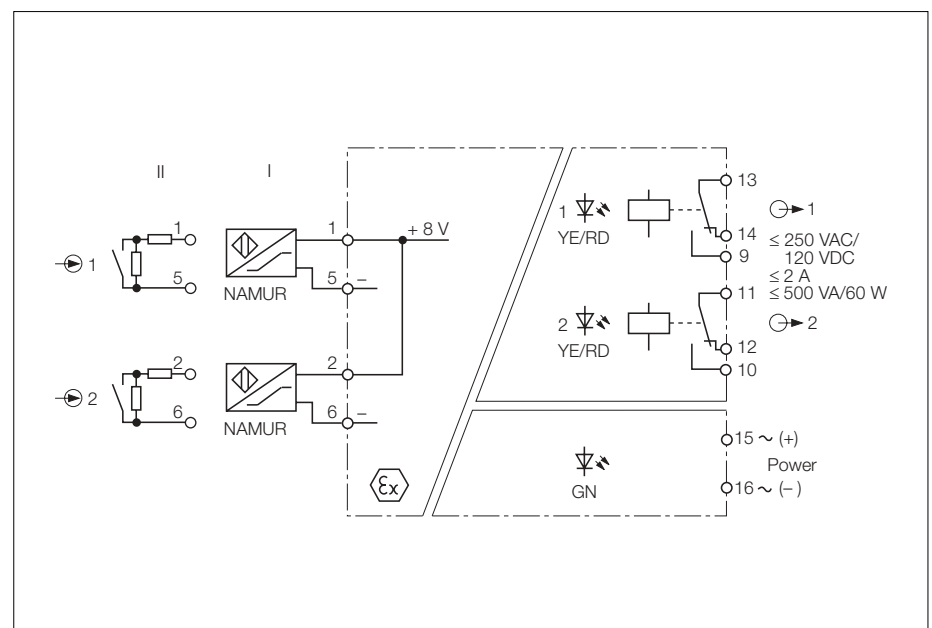 II
I
1
5
1
NAMUR
1
+ 8 V
5 –
2
6
2
NAMUR
2
6 –
εx
1
YE/RD
13
14
9
1
≤ 250 VAC/
120 VDC
≤ 2 A
≤ 500 VA/60 W
2
YE/RD
11
12
10
2
GN
15 ~ (+)
Power
16 ~ (–)